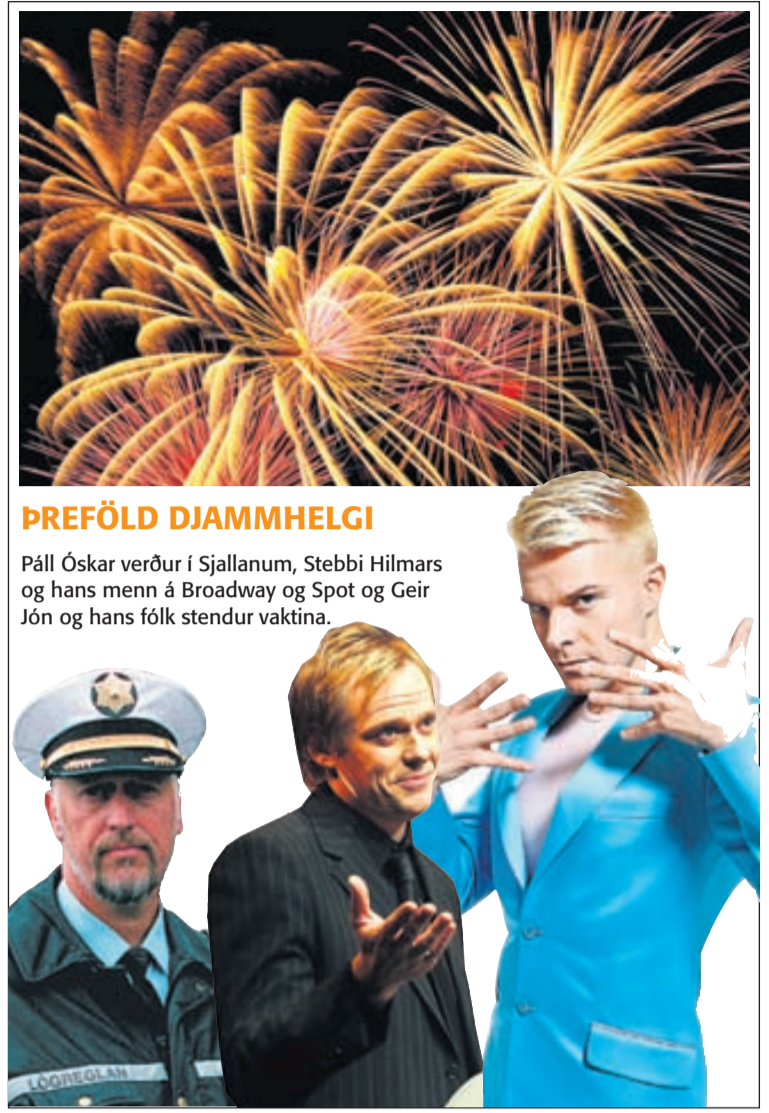 ÞREFÖLD DJAMMHELGI
Páll Óskar verður í Sjallanum, Stebbi Hilmars
og hans menn á Broadway og Spot og Geir
Jón og hans fólk stendur vaktina.
LÖGREGLAN